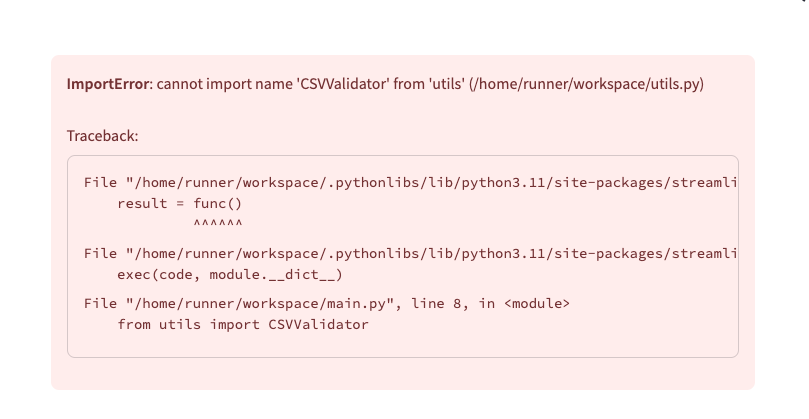 ImportError: cannot import name 'CSVValidator' from 'utils' (/home/runner/workspace/utils.py)
Traceback:
File "/home/runner/workspace/.pythonlibs/lib/python3.11/site-packages/streamli
    result = func()
             ^^^^^^
File "/home/runner/workspace/.pythonlibs/lib/python3.11/site-packages/streamli
    exec(code, module.__dict__)
File "/home/runner/workspace/main.py", line 8, in <module>
    from utils import CSVValidator